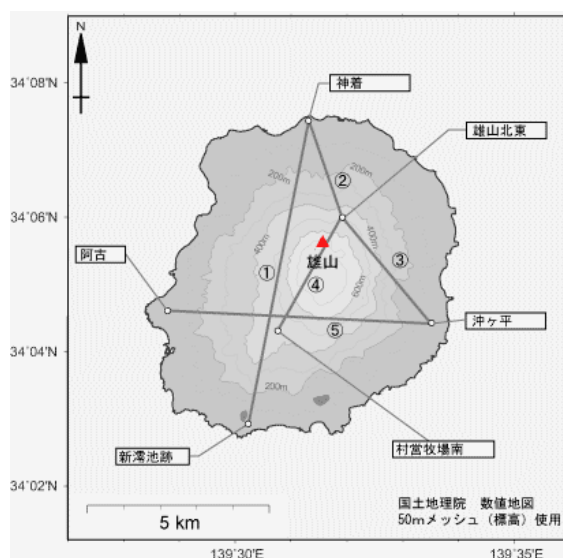 N
34°08'N
34°06'N
34°04'N
34°02'N
神着
雄山北東
阿古
沖ヶ平
新澪池跡
村営牧場南
200m
200m
②
400m
400m
③
雄山
①
④
600m
⑤
200m
5 km
国土地理院 数値地図
50mメッシュ（標高）使用
139°30'E
139°35'E